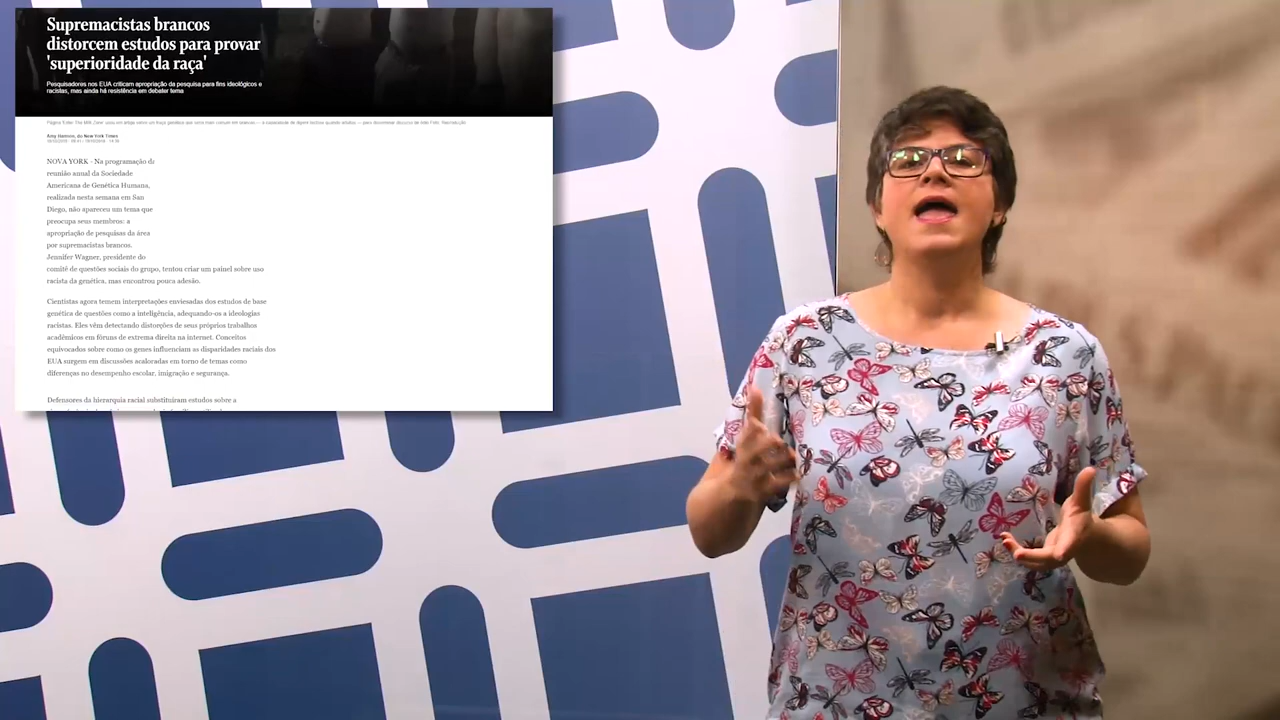 Supremacistas brancos
distorcem estudos para provar
'superioridade da raça'
Pesquisadores nos EUA criticam apropriação da pesquisa para fins ideológicos e
racistas, mas ainda há resistência em debater tema
Amy Harmon, do New York Times
NOVA YORK - Na programação da
reunião anual da Sociedade
Americana de Genética Humana,
realizada nesta semana em San
Diego, não apareceu um tema que
preocupa seus membros: a
apropriação de pesquisas da área
por supremacistas brancos.
Jennifer Wagner, presidente do
comitê de questões sociais do grupo, tentou criar um painel sobre uso
racista da genética, mas encontrou pouca adesão.
Cientistas agora temem interpretações enviesadas dos estudos de base
genética de questões como a inteligência, adequando-os a ideologias
racistas. Eles vêm detectando distorções de seus próprios trabalhos
acadêmicos em fóruns de extrema direita na internet. Conceitos
equivocados sobre como os genes influenciam as disparidades raciais dos
EUA surgem em discussões acaloradas em torno de temas como
diferenças no desempenho escolar, imigração e segurança.
Defensores da hierarquia racial substituíram estudos sobre a